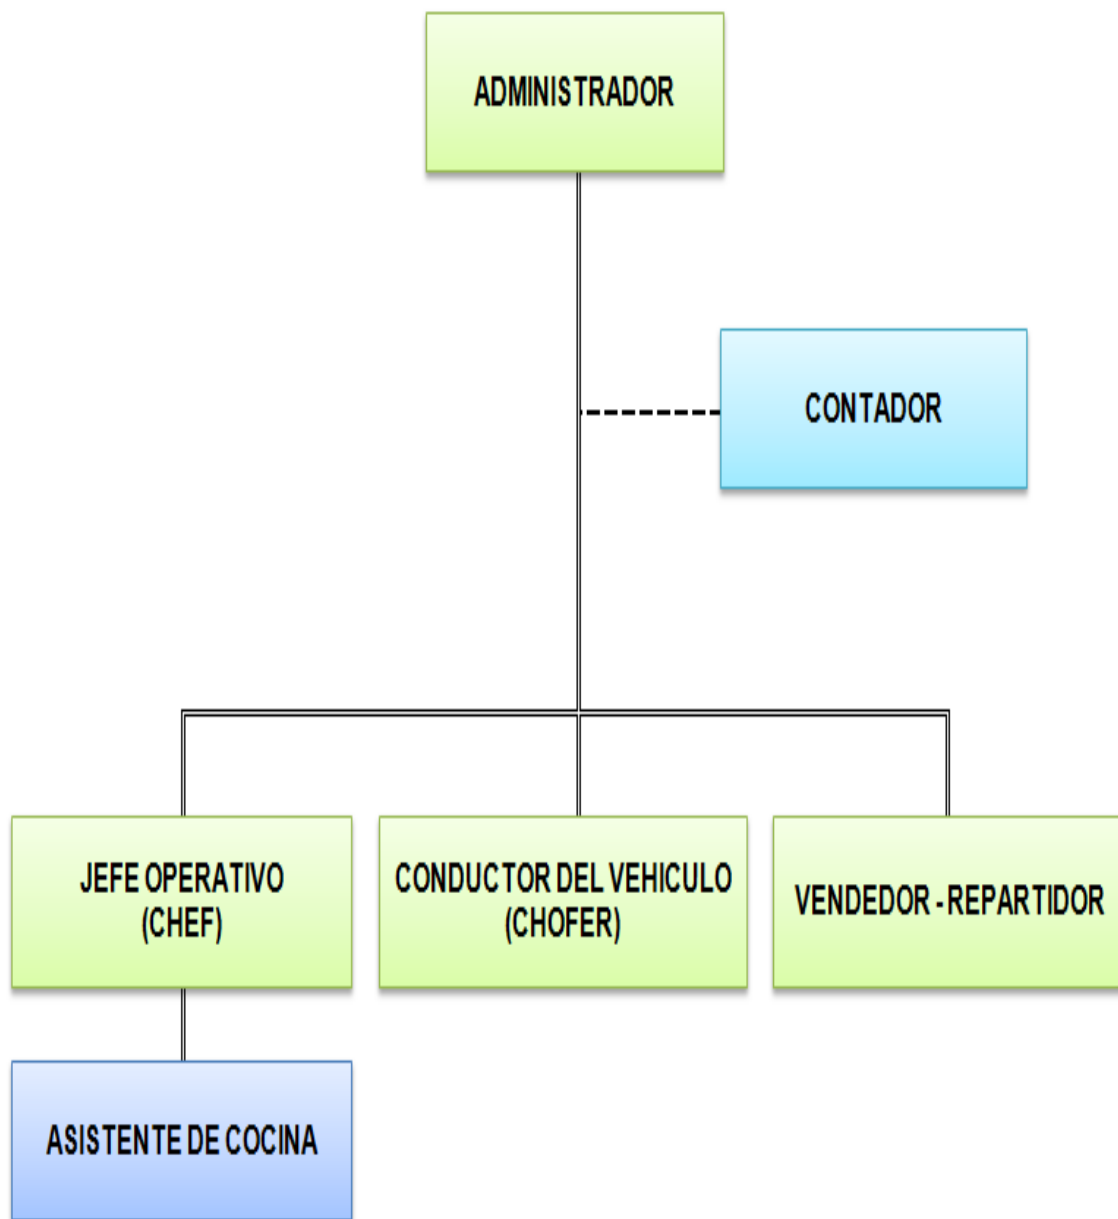 ADMINISTRADOR
CONTADOR
JEFE OPERATIVO
(CHEF)
CONDUCTOR DEL VEHICULO
(CHOFER)
VENDEDOR - REPARTIDOR
ASISTENTE DE COCINA